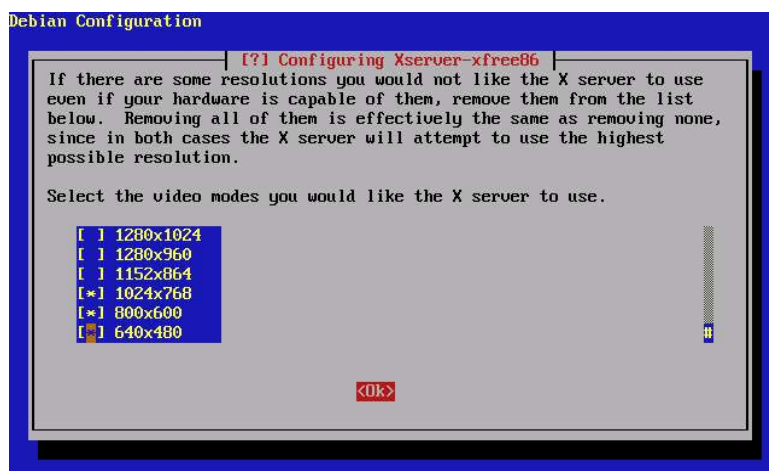 Debian Configuration
[?] Configuring Xserver-xfree86
If there are some resolutions you would not like the X server to use
even if your hardware is capable of them, remove them from the list
below.  Removing all of them is effectively the same as removing none,
since in both cases the X server will attempt to use the highest
possible resolution.
Select the video modes you would like the X server to use.
[ ] 1280x1024
[ ] 1280x960
[ ] 1152x864
[*] 1024x768
[*] 800x600
[*] 640x480 #
<Ok>